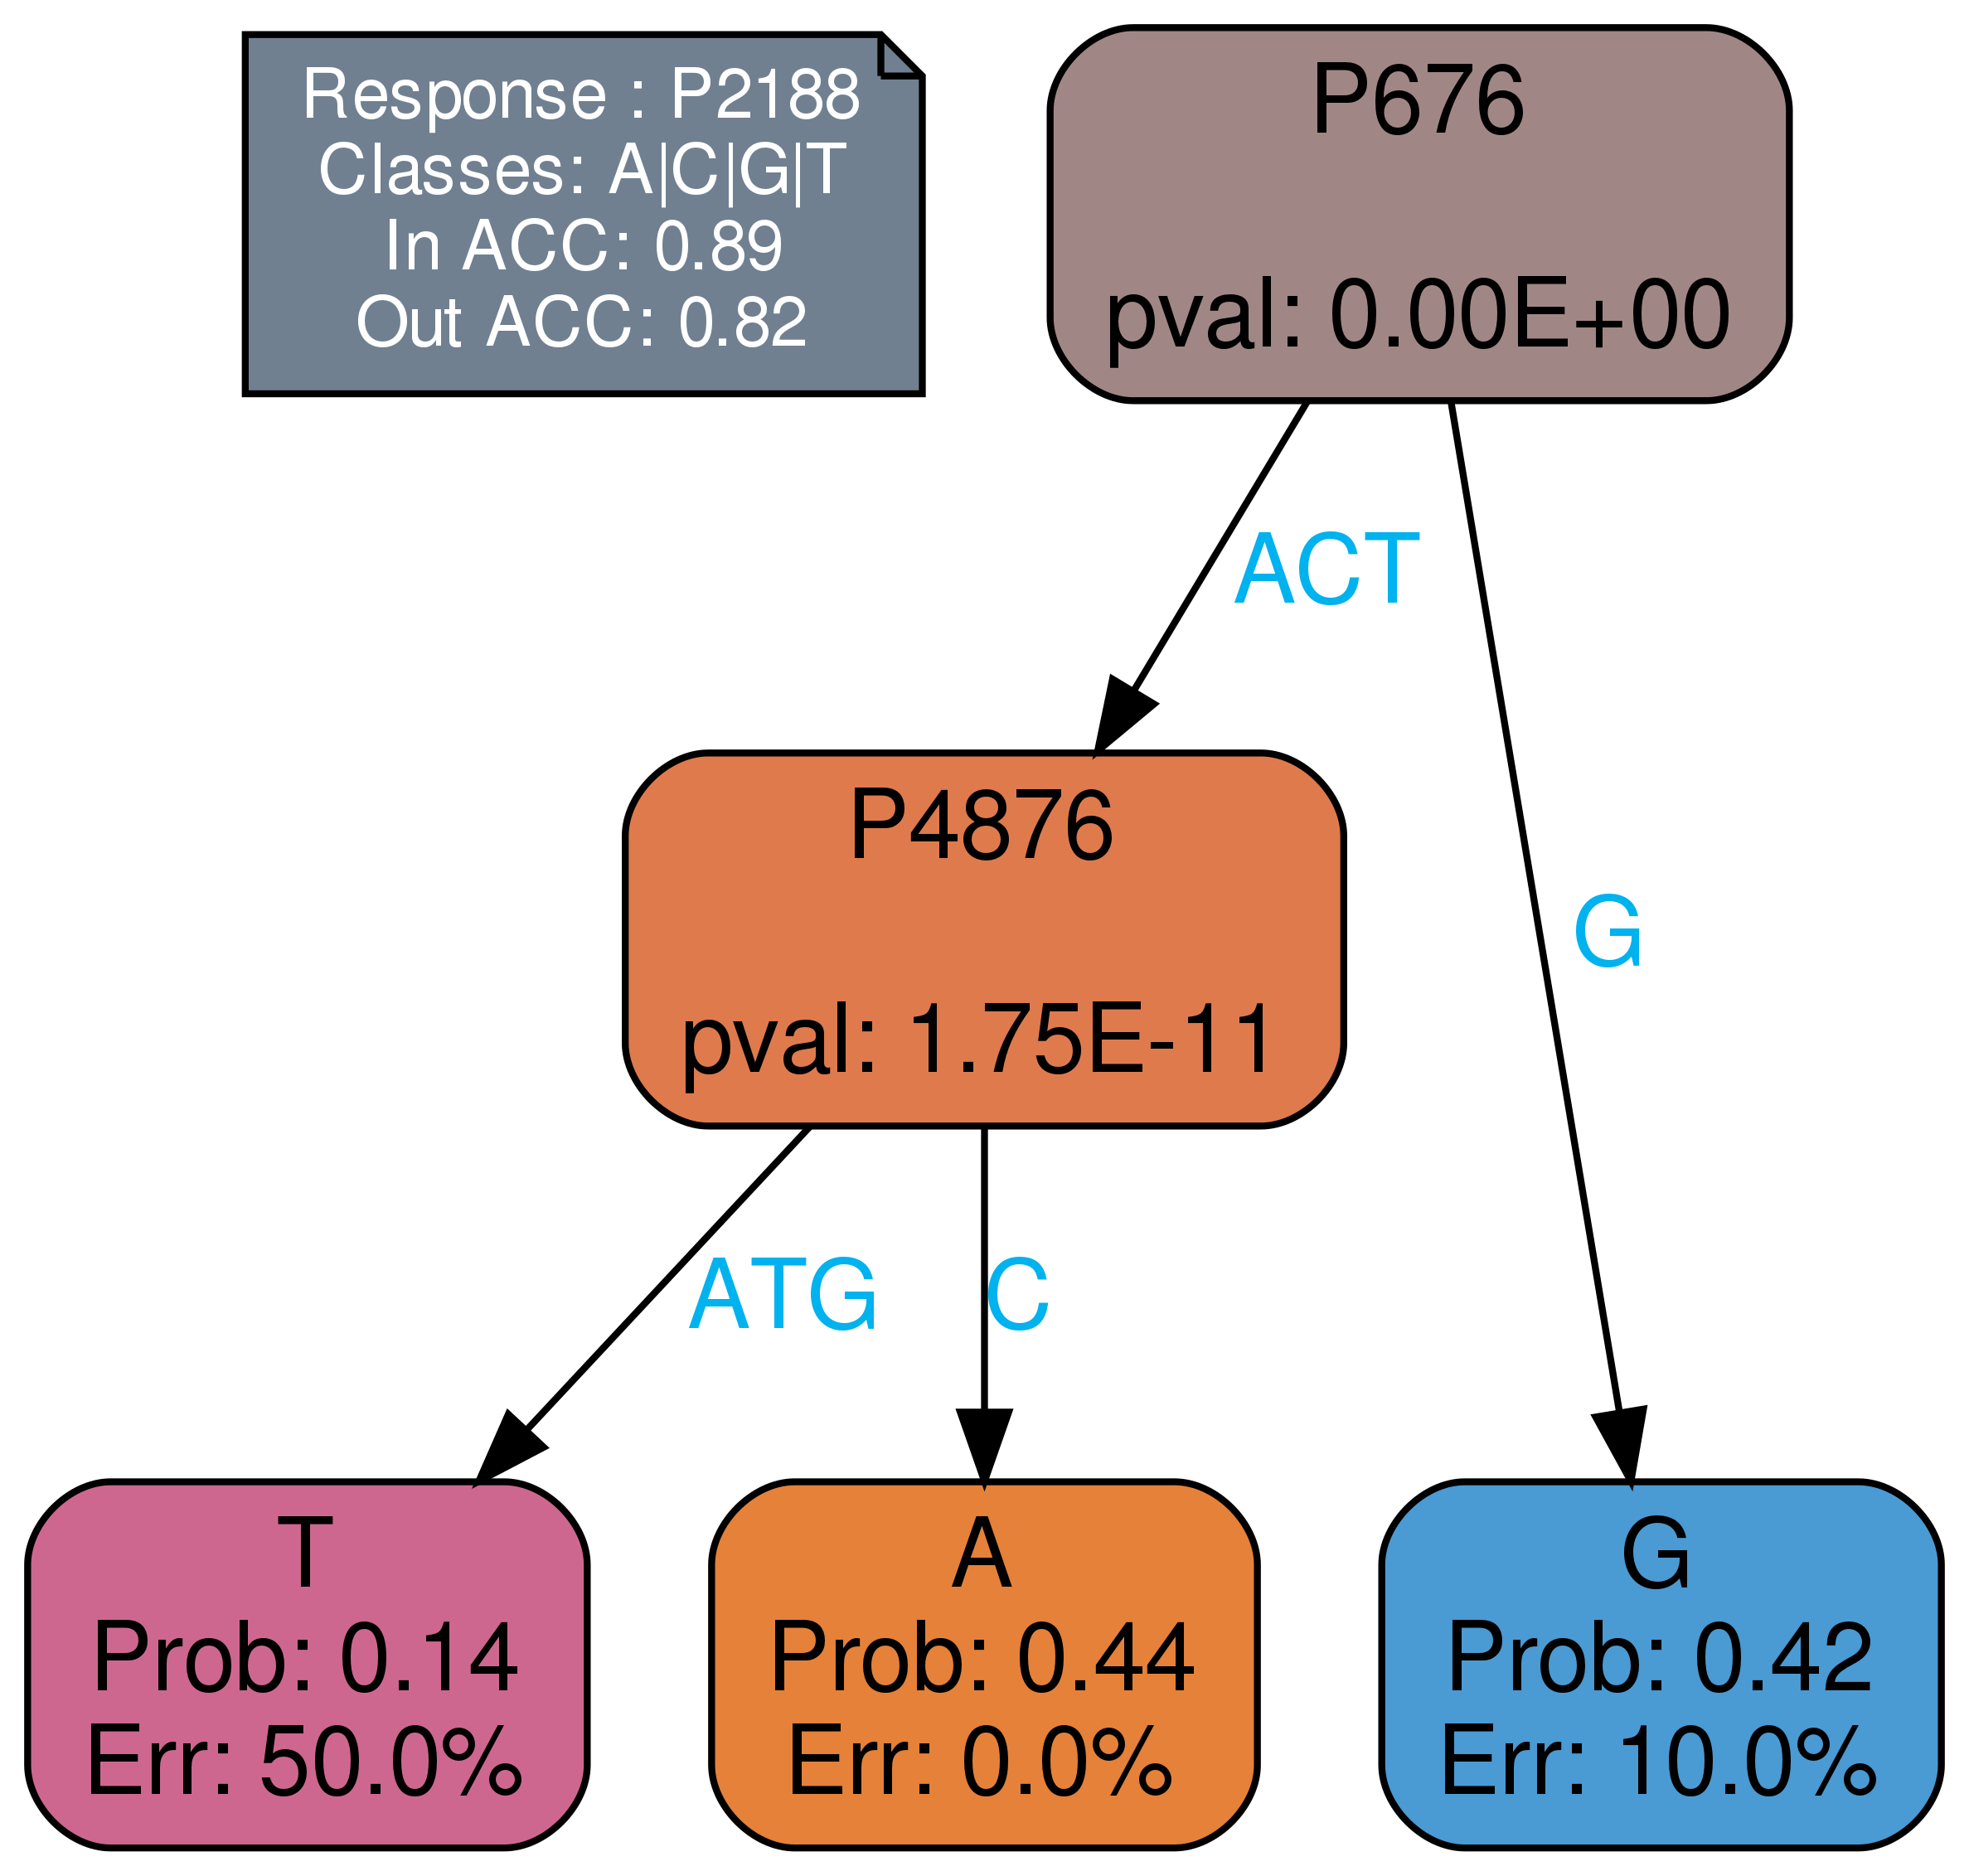 Response : P2188
Classes: A|C|G|T
In ACC: 0.89
Out ACC: 0.82
P676
pval: 0.00E+00
ACT
G
P4876
pval: 1.75E-11
ATG
C
T
Prob: 0.14
Err: 50.0%
A
Prob: 0.44
Err: 0.0%
G
Prob: 0.42
Err: 10.0%